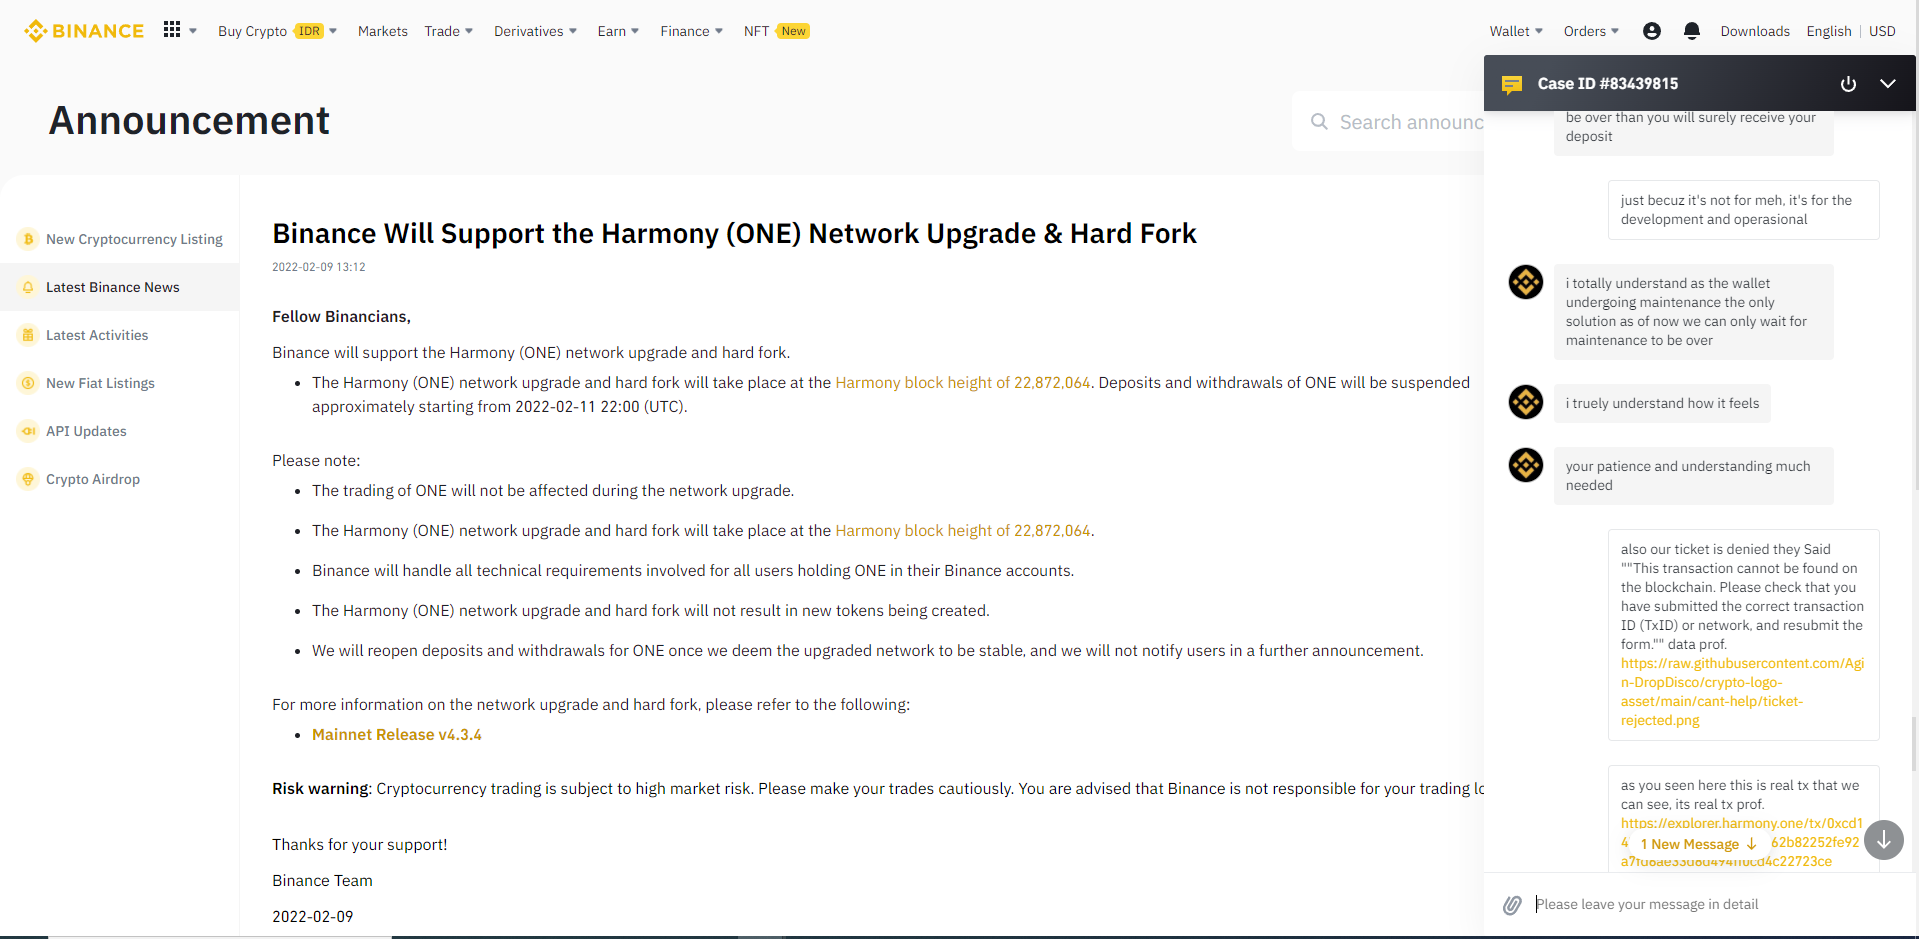 BINANCE
Buy Crypto IDR Markets Trade Derivatives Earn Finance NFT New
Wallet Orders Downloads English | USD
Announcement
Search announc
New Cryptocurrency Listing
Latest Binance News
Latest Activities
New Fiat Listings
API Updates
Crypto Airdrop
Binance Will Support the Harmony (ONE) Network Upgrade & Hard Fork
2022-02-09 13:12
Fellow Binancians,
Binance will support the Harmony (ONE) network upgrade and hard fork.
The Harmony (ONE) network upgrade and hard fork will take place at the Harmony block height of 22,872,064. Deposits and withdrawals of ONE will be suspended
approximately starting from 2022-02-11 22:00 (UTC).
Please note:
The trading of ONE will not be affected during the network upgrade.
The Harmony (ONE) network upgrade and hard fork will take place at the Harmony block height of 22,872,064.
Binance will handle all technical requirements involved for all users holding ONE in their Binance accounts.
The Harmony (ONE) network upgrade and hard fork will not result in new tokens being created.
We will reopen deposits and withdrawals for ONE once we deem the upgraded network to be stable, and we will not notify users in a further announcement.
For more information on the network upgrade and hard fork, please refer to the following:
Mainnet Release v4.3.4
Risk warning: Cryptocurrency trading is subject to high market risk. Please make your trades cautiously. You are advised that Binance is not responsible for your trading lo
Thanks for your support!
Binance Team
2022-02-09
Case ID #83439815
be over than you will surely receive your
deposit
just becuz it's not for meh, it's for the
development and operasional
i totally understand as the wallet
undergoing maintenance the only
solution as of now we can only wait for
maintenance to be over
i truely understand how it feels
your patience and understanding much
needed
also our ticket is denied they Said
""This transaction cannot be found on
the blockchain. Please check that you
have submitted the correct transaction
ID (TxID) or network, and resubmit the
form."" data prof.
https://raw.githubusercontent.com/Agi
n-DropDisco/crypto-logo-
asset/main/cant-help/ticket-
rejected.png
as you seen here this is real tx that we
can see, its real tx prof.
https://explorer.harmony.one/tx/0xcd1
4 62b82252fe92
1 New Message
Please leave your message in detail